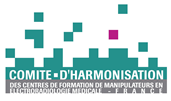 COMITE - D'HARMONISATION
DES CENTRES DE FORMATION DE MANIPULATEURS EN
ELECTRORADIOLOGIE MEDICALE - FRANCE